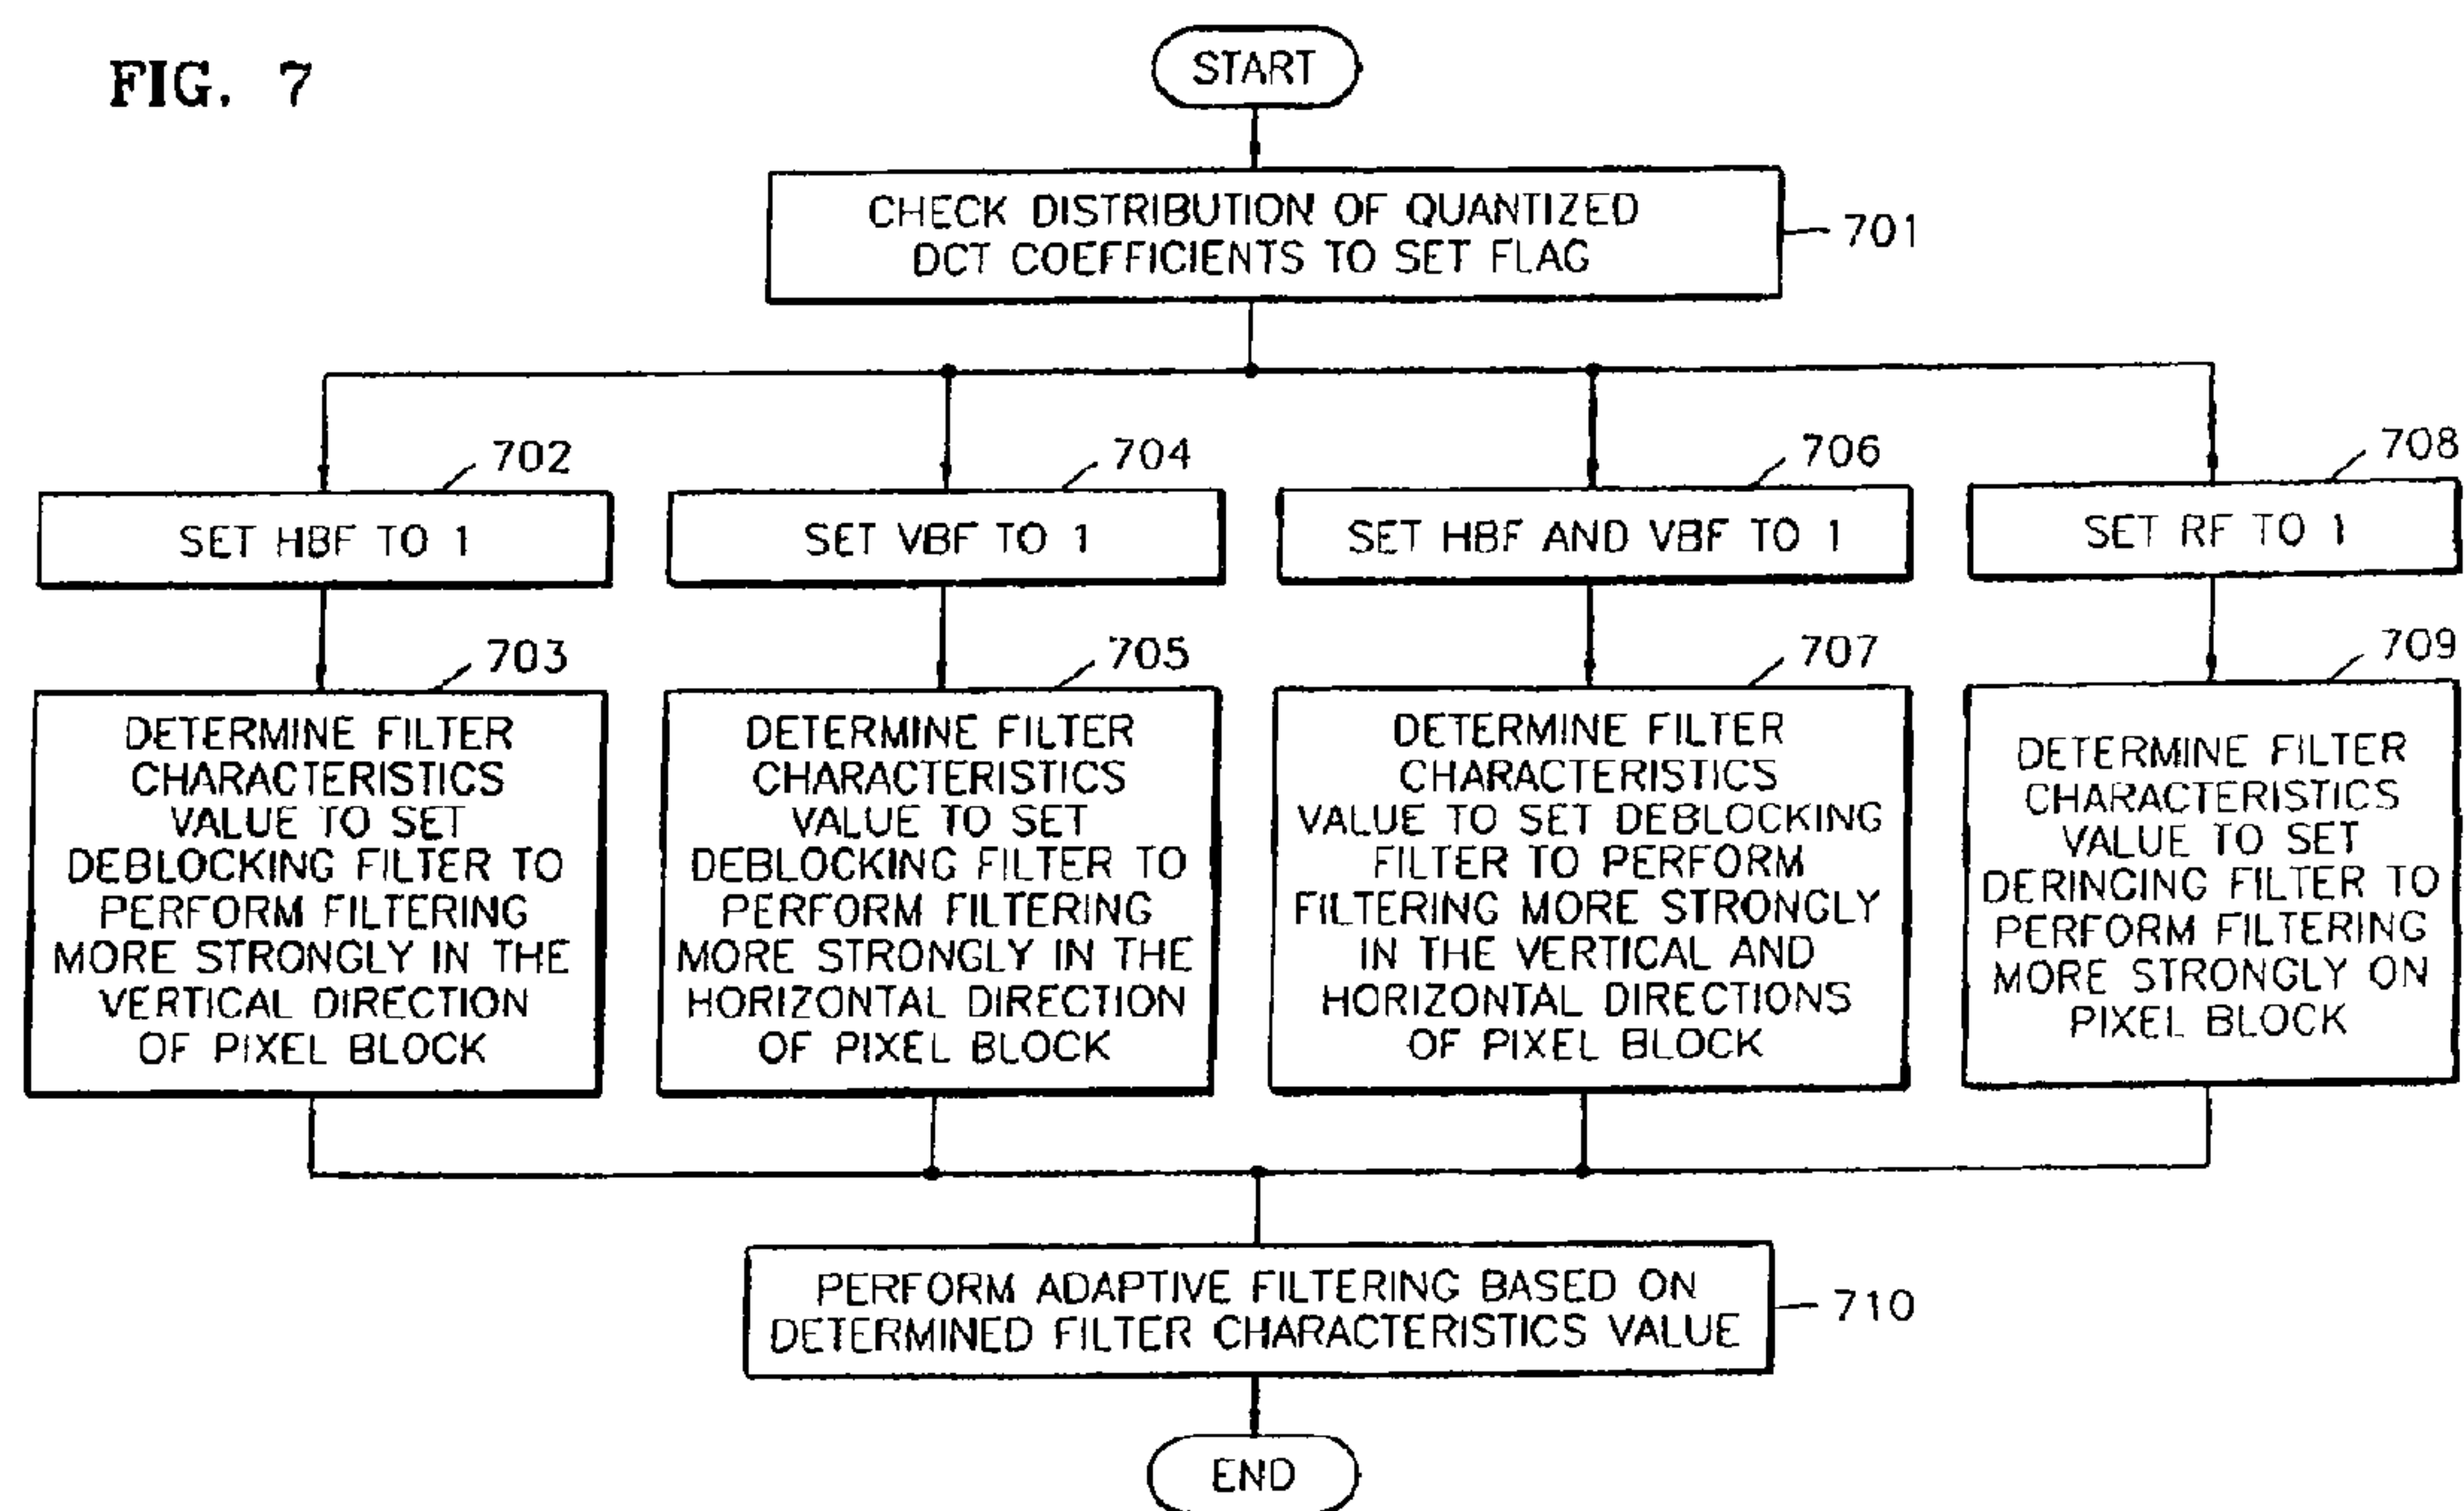 FIG. 7
START
CHECK DISTRIBUTION OF QUANTIZED
DCT COEFFICIENTS TO SET FLAG
701
702
SET HBF TO 1
704
SET VBF TO 1
706
SET HBF AND VBF TO 1
708
SET RF TO 1
703
DETERMINE FILTER
CHARACTERISTICS
VALUE TO SET
DEBLOCKING FILTER TO
PERFORM FILTERING
MORE STRONGLY IN THE
VERTICAL DIRECTION
OF PIXEL BLOCK
705
DETERMINE FILTER
CHARACTERISTICS
VALUE TO SET
DEBLOCKING FILTER TO
PERFORM FILTERING
MORE STRONGLY IN THE
HORIZONTAL DIRECTION
OF PIXEL BLOCK
707
DETERMINE FILTER
CHARACTERISTICS
VALUE TO SET DEBLOCKING
FILTER TO PERFORM
FILTERING MORE STRONGLY
IN THE VERTICAL AND
HORIZONTAL DIRECTIONS
OF PIXEL BLOCK
709
DETERMINE FILTER
CHARACTERISTICS
VALUE TO SET
DERINGING FILTER TO
PERFORM FILTERING
MORE STRONGLY ON
PIXEL BLOCK
PERFORM ADAPTIVE FILTERING BASED ON
DETERMINED FILTER CHARACTERISTICS VALUE
710
END